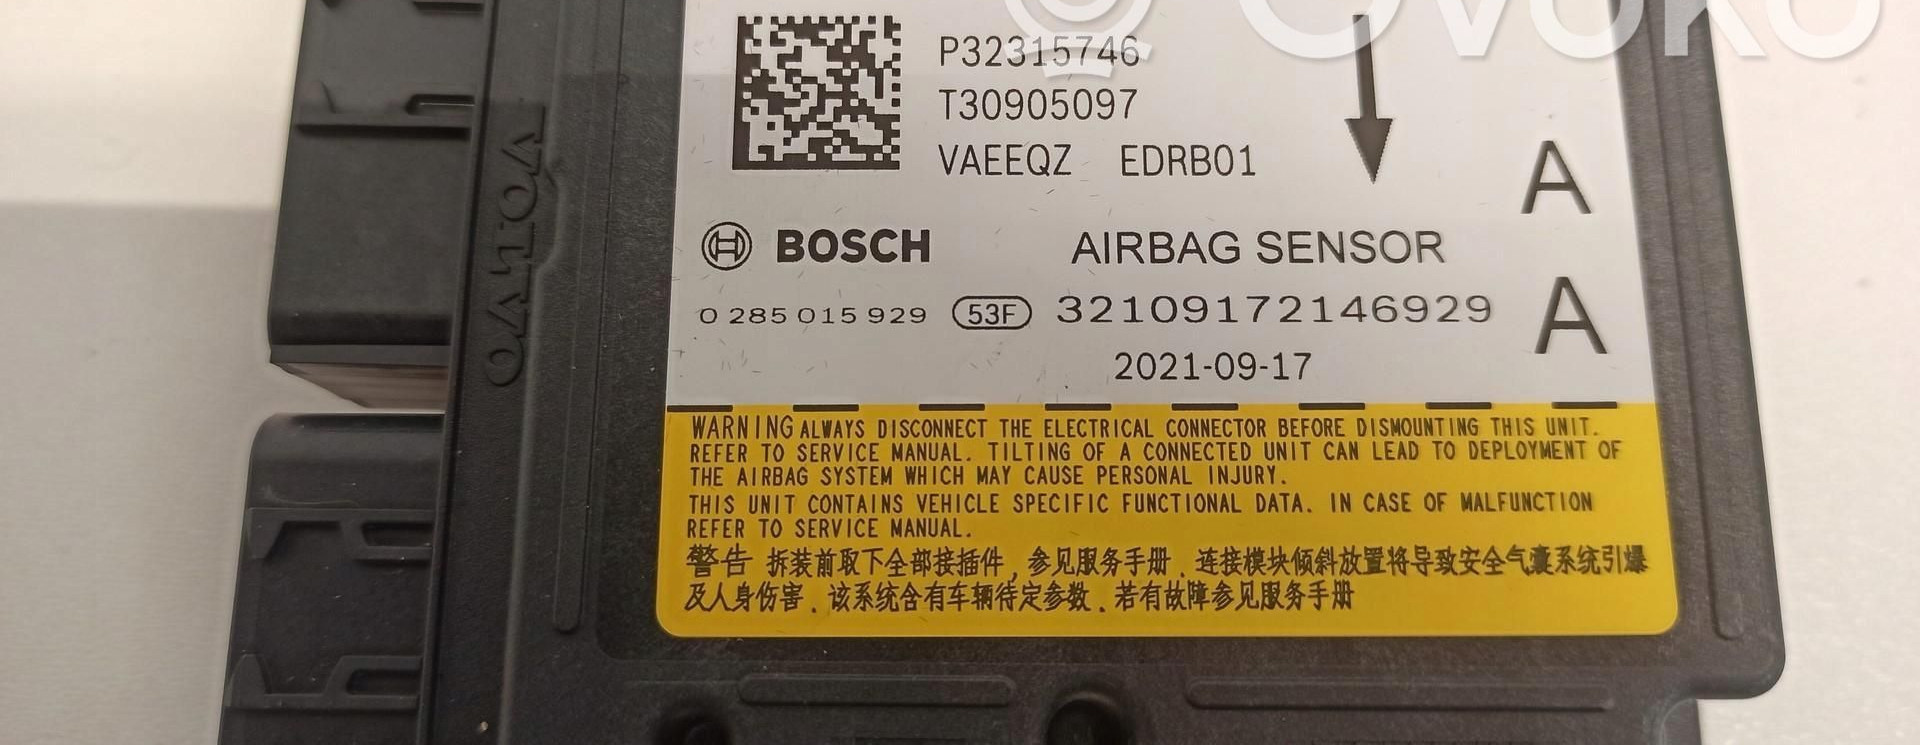 OVOKO
P32315746
T30905097
VAEEQZ EDRB01
A
VOLVO
BOSCH AIRBAG SENSOR
0 285 015 929 53F 32109172146929 A
2021-09-17
WARNING ALWAYS DISCONNECT THE ELECTRICAL CONNECTOR BEFORE DISMOUNTING THIS UNIT.
REFER TO SERVICE MANUAL. TILTING OF A CONNECTED UNIT CAN LEAD TO DEPLOYMENT OF
THE AIRBAG SYSTEM WHICH MAY CAUSE PERSONAL INJURY.
THIS UNIT CONTAINS VEHICLE SPECIFIC FUNCTIONAL DATA. IN CASE OF MALFUNCTION
REFER TO SERVICE MANUAL.
警告 拆装前取下全部接插件,参见服务手册.连接模块倾斜放置将导致安全气囊系统引爆
及人身伤害.该系统含有车辆待定参数.若有故障参见服务手册